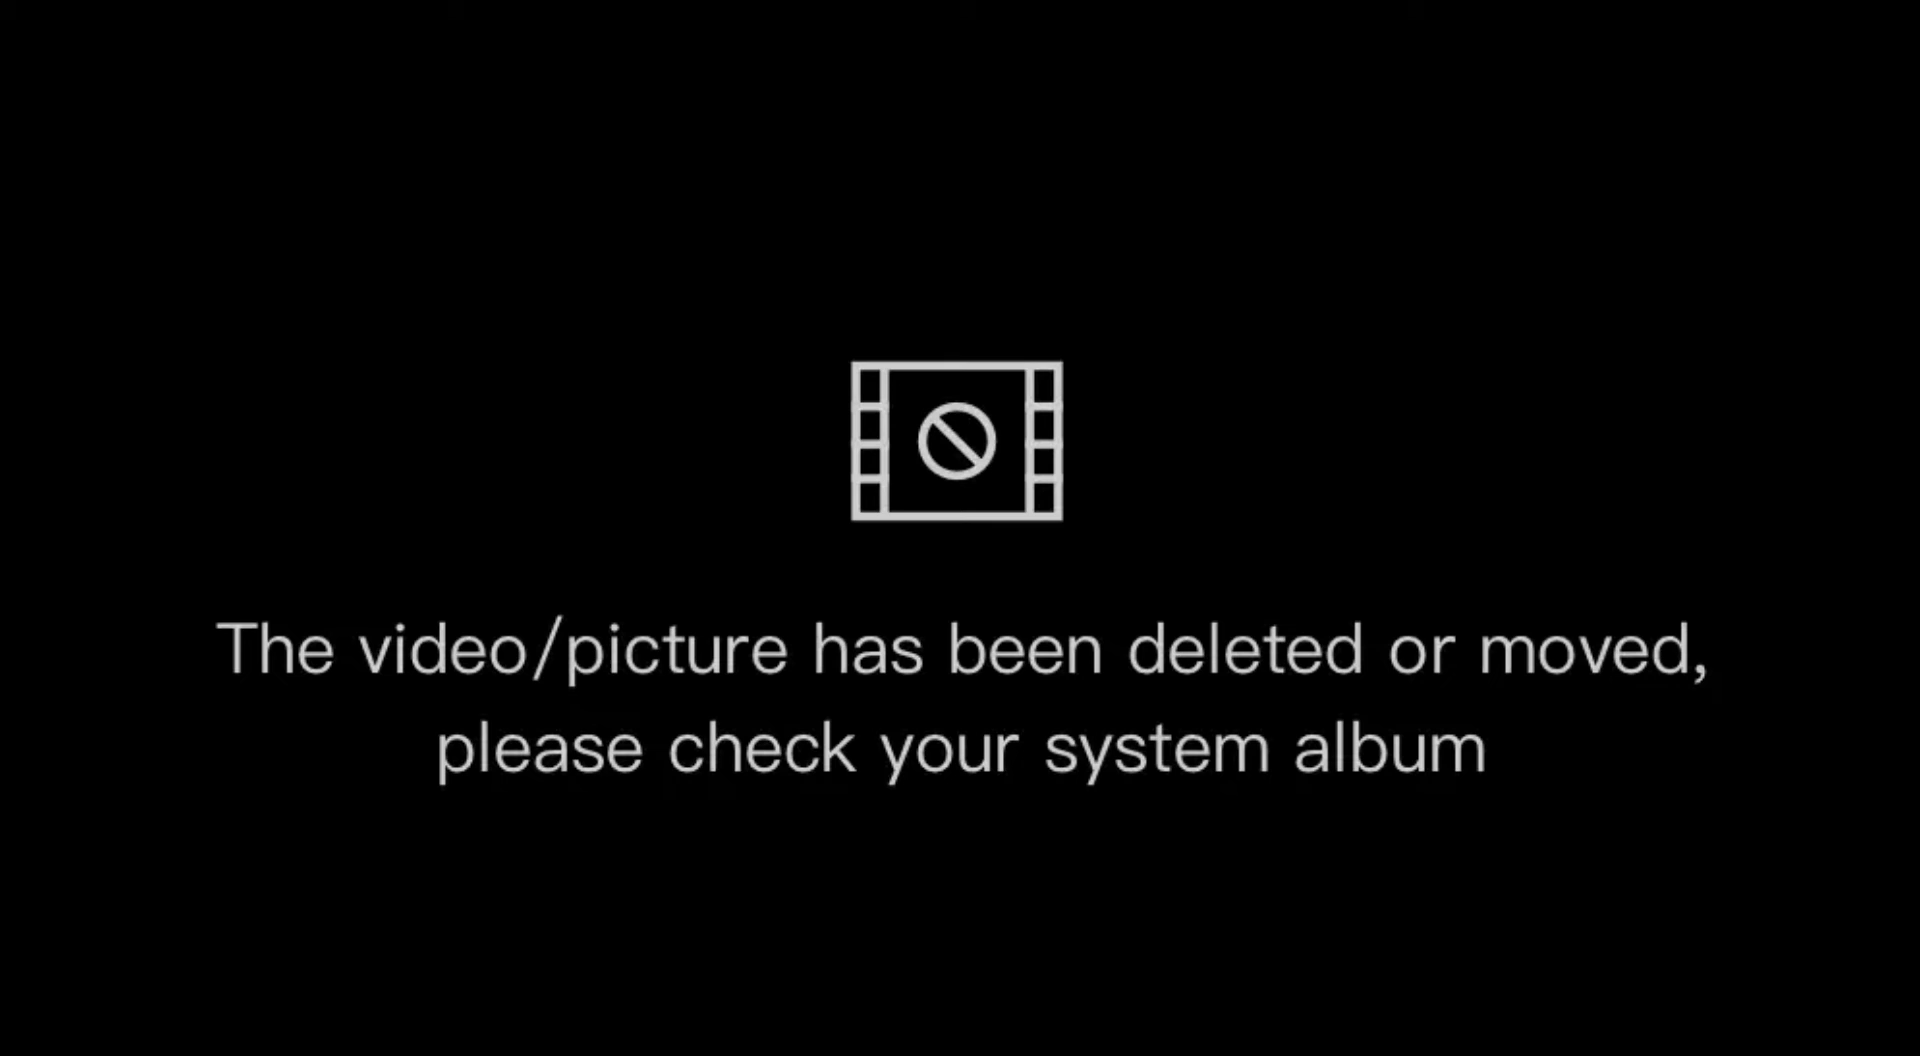 The video/picture has been deleted or moved,
please check your system album